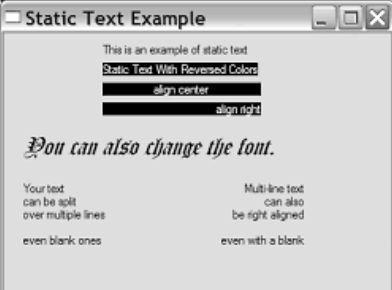 Static Text Example
This is an example of static text
Static Text With Reversed Colors
align center
align right
You can also change the font.
Your text
can be split
over multiple lines
even blank ones
Multi-line text
can also
be right aligned
even with a blank